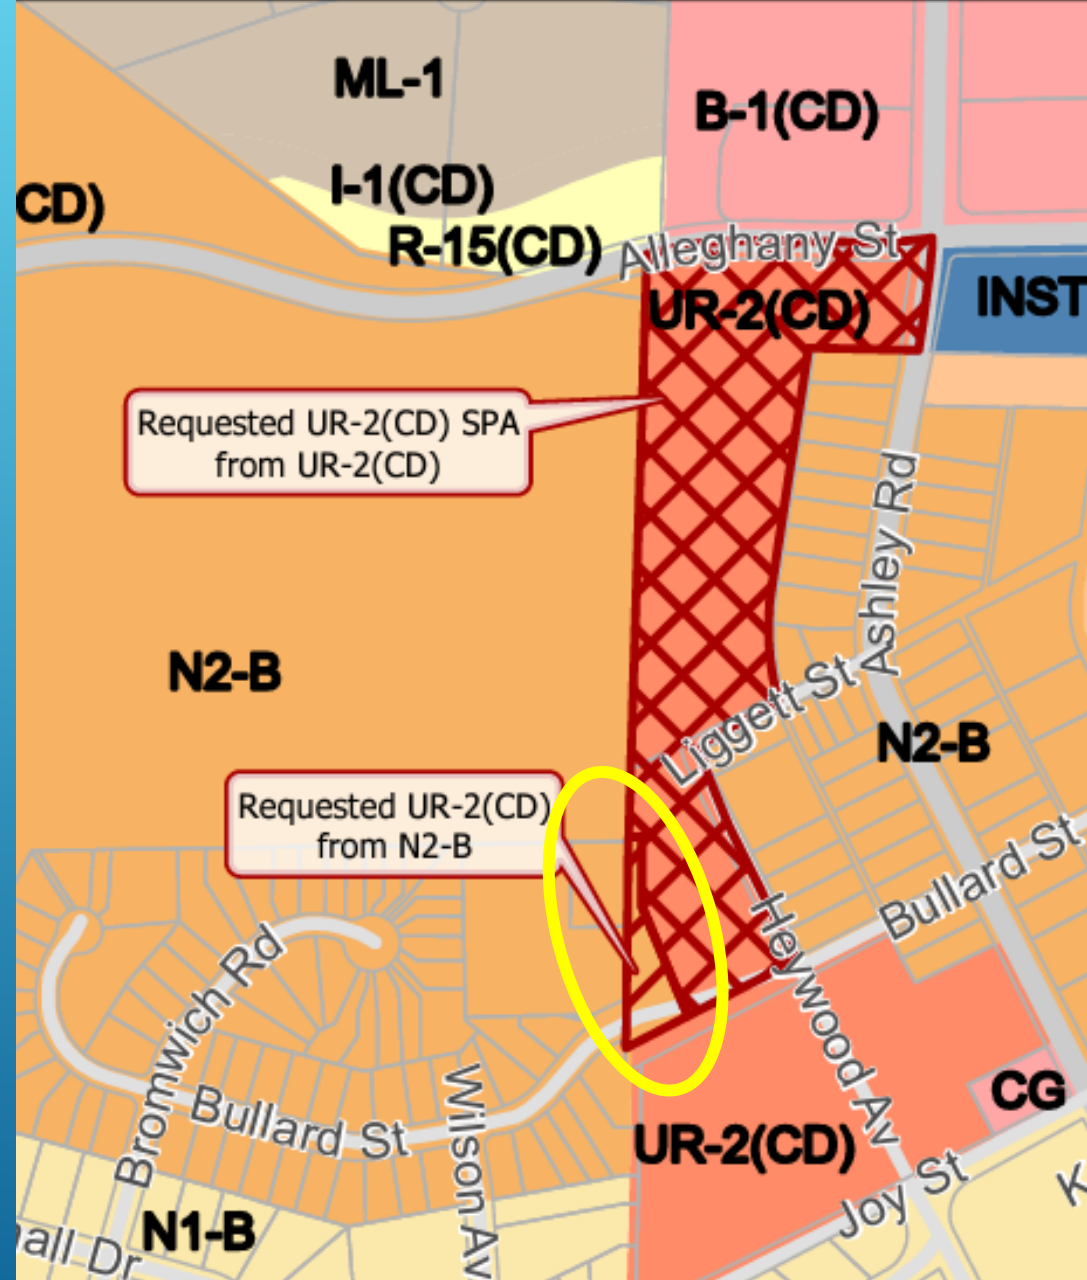 ML-1
B-1(CD)
I-1(CD)
CD)
R-15(CD)
Alleghany St
INST
UR-2(CD)
Requested UR-2(CD) SPA
from UR-2(CD)
Ashley Rd
N2-B
Liggett St
N2-B
Requested UR-2(CD)
from N2-B
Bullard St
Heywood Av
Bromwich Rd
CG
Bullard St
Wilson Av
UR-2(CD)
Joy St
K
N1-B
all Dr